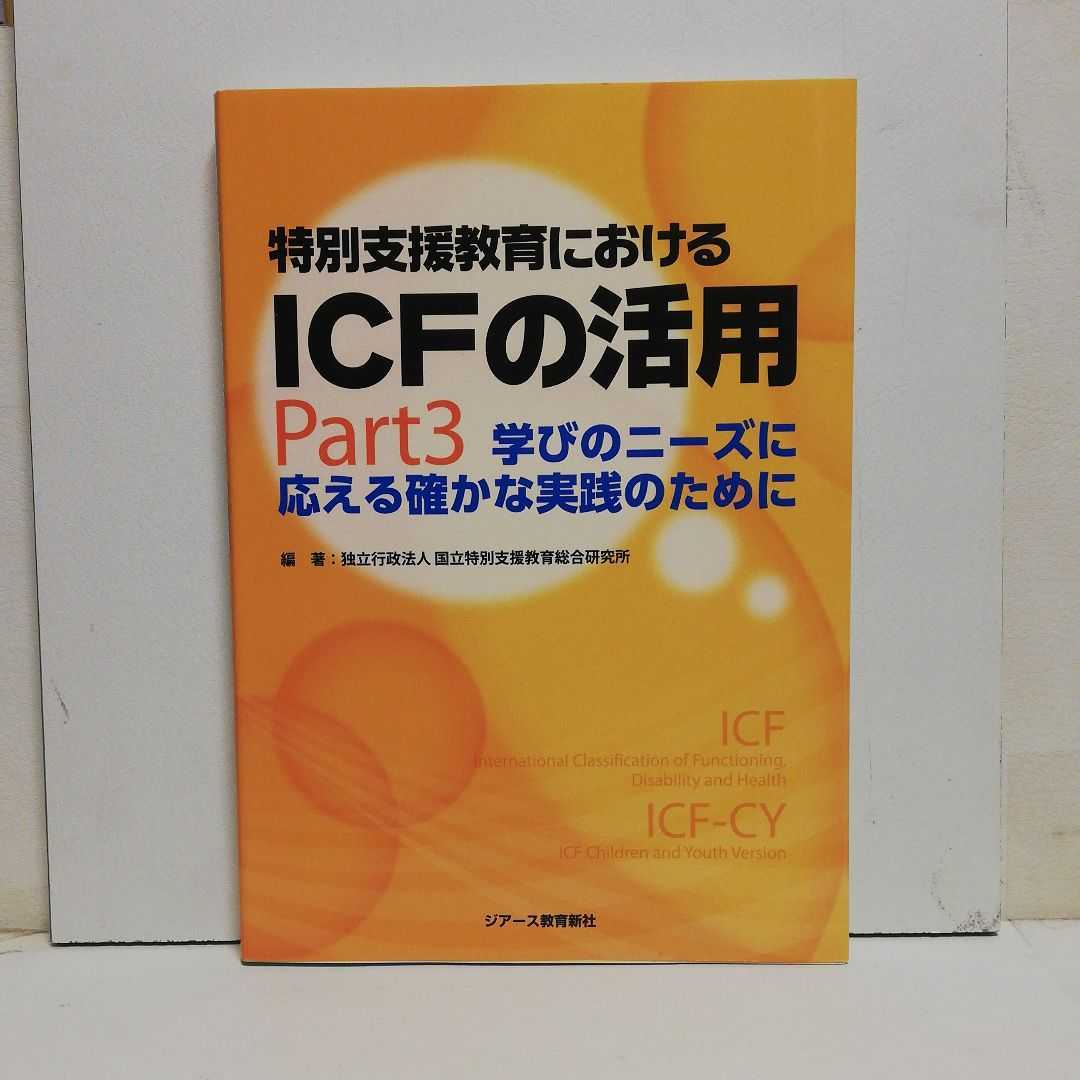 特別支援教育における
ICFの活用
Part3 学びのニーズに
応える確かな実践のために
編 著：独立行政法人 国立特別支援教育総合研究所
ICF
International Classification of Functioning,
Disability and Health
ICF-CY
ICF Children and Youth Version
ジアース教育新社